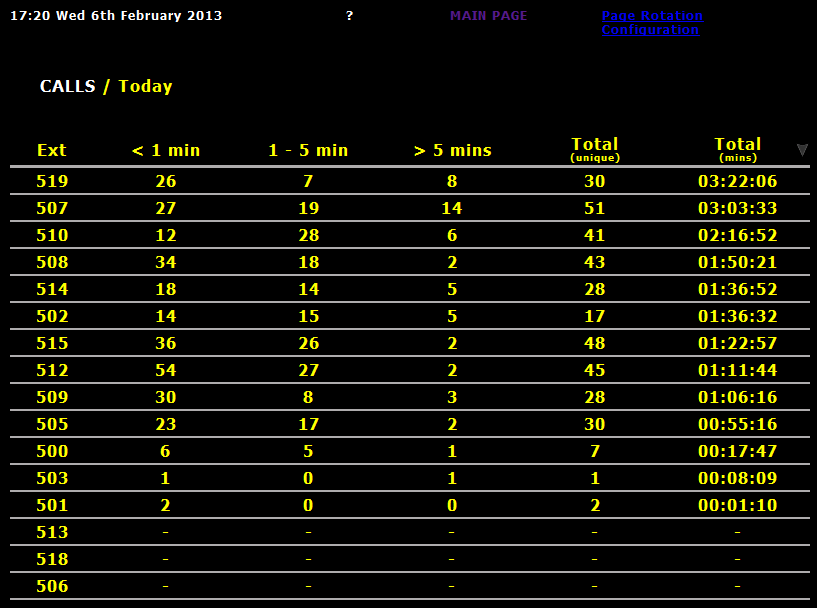 17:20 Wed 6th February 2013 ? MAIN PAGE Page Rotation
Configuration
CALLS / Today
Ext < 1 min 1 - 5 min > 5 mins Total (unique) Total (mins)
519 26 7 8 30 03:22:06
507 27 19 14 51 03:03:33
510 12 28 6 41 02:16:52
508 34 18 2 43 01:50:21
514 18 14 5 28 01:36:52
502 14 15 5 17 01:36:32
515 36 26 2 48 01:22:57
512 54 27 2 45 01:11:44
509 30 8 3 28 01:06:16
505 23 17 2 30 00:55:16
500 6 5 1 7 00:17:47
503 1 0 1 1 00:08:09
501 2 0 0 2 00:01:10
513 - - - - -
518 - - - - -
506 - - - - -